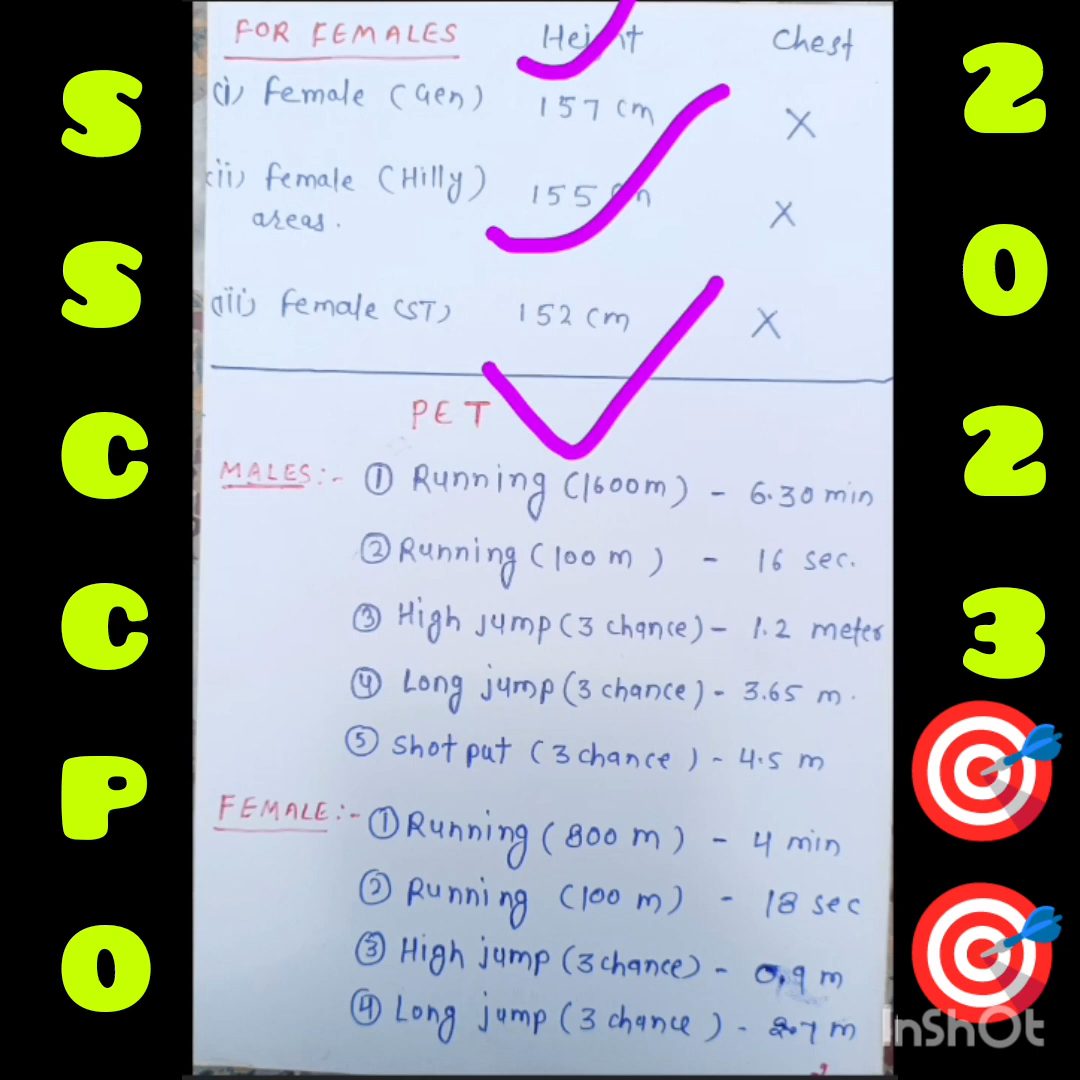 SSCCPO
2023
FOR FEMALES Height Chest
(i) Female (Gen) 157 cm X
(ii) Female (Hilly) 155 cm X
areas.
(iii) Female (ST) 152 cm X
PET
MALES:- ① Running (1600m) - 6.30 min
② Running (100 m) - 16 sec.
③ High jump (3 chance) - 1.2 meter
④ Long jump (3 chance) - 3.65 m.
⑤ Shot put (3 chance) - 4.5 m
FEMALE:- ① Running (800 m) - 4 min
② Running (100 m) - 18 sec
③ High jump (3 chance) - 0.9 m
④ Long jump (3 chance) - 2.7 m
InShOt